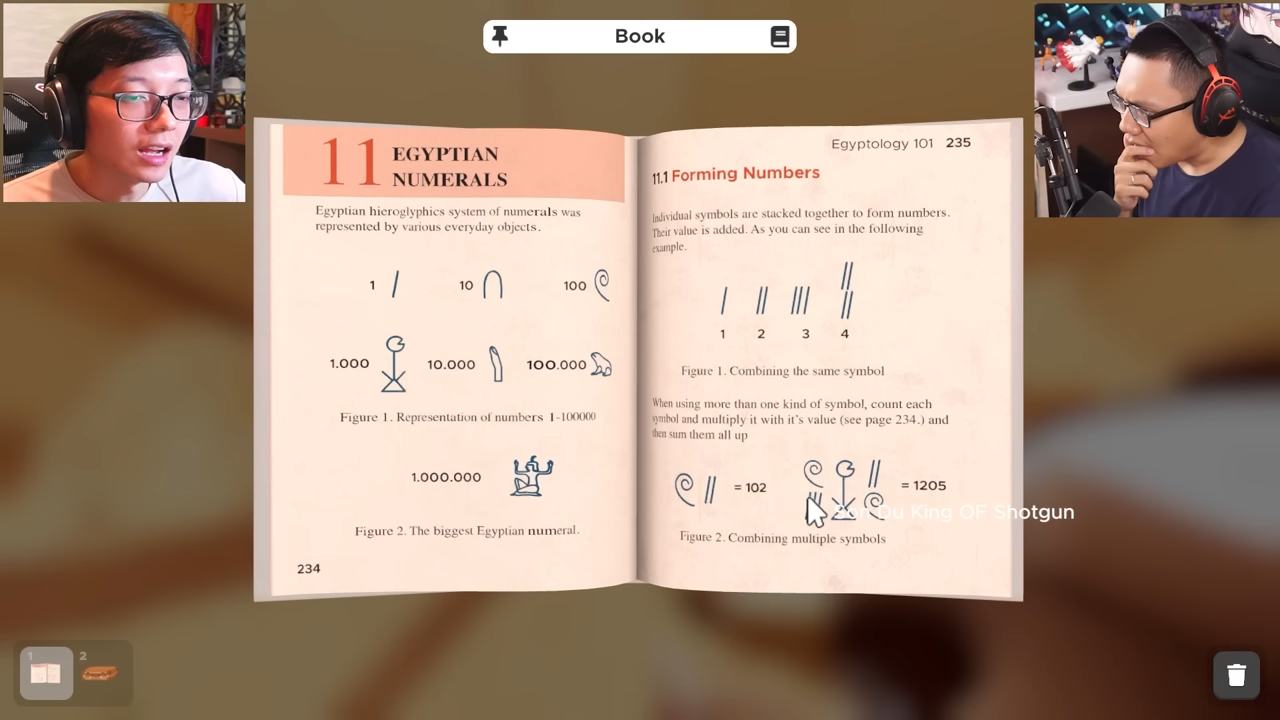 Book
11
EGYPTIAN
NUMERALS
Egyptian hieroglyphics system of numerals was
represented by various everyday objects.
1 10 100
1.000 10.000 100.000
Figure 1. Representation of numbers 1-100000
1.000.000
Figure 2. The biggest Egyptian numeral.
234
Egyptology 101 235
11.1 Forming Numbers
Individual symbols are stacked together to form numbers.
Their value is added. As you can see in the following
example.
1 2 3 4
Figure 1. Combining the same symbol
When using more than one kind of symbol, count each
symbol and multiply it with it's value (see page 234.) and
then sum them all up
= 102 = 1205
Son Du King OF Shotgun
Figure 2. Combining multiple symbols
1 2